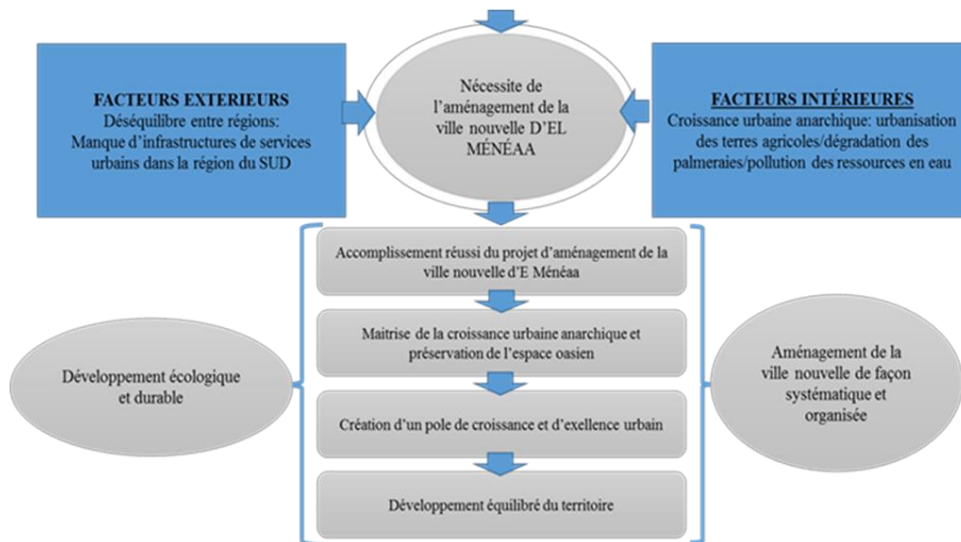 FACTEURS EXTERIEURS
Déséquilibre entre régions:
Manque d'infrastructures de services
urbains dans la région du SUD
Nécessite de
l'aménagement de la
ville nouvelle D'EL
MÉNÉAA
FACTEURS INTÉRIEURES
Croissance urbaine anarchique: urbanisation
des terres agricoles/dégradation des
palmeraies/pollution des ressources en eau
Accomplissement réussi du projet d'aménagement de la
ville nouvelle d'E Ménéaa
Maitrise de la croissance urbaine anarchique et
préservation de l'espace oasien
Création d'un pole de croissance et d'exellence urbain
Développement équilibré du territoire
Développement écologique
et durable
Aménagement de la
ville nouvelle de façon
systématique et
organisée